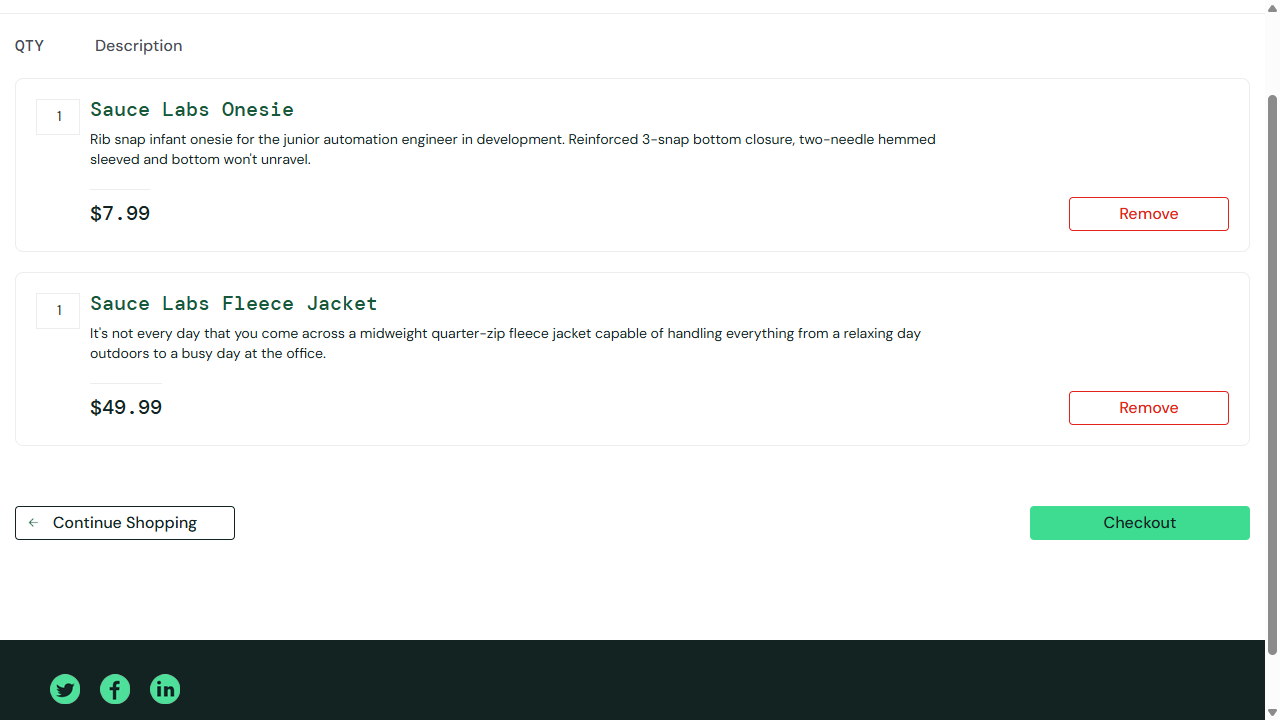 QTY Description
1 Sauce Labs Onesie
Rib snap infant onesie for the junior automation engineer in development. Reinforced 3-snap bottom closure, two-needle hemmed
sleeved and bottom won't unravel.
$7.99 Remove
1 Sauce Labs Fleece Jacket
It's not every day that you come across a midweight quarter-zip fleece jacket capable of handling everything from a relaxing day
outdoors to a busy day at the office.
$49.99 Remove
Continue Shopping Checkout